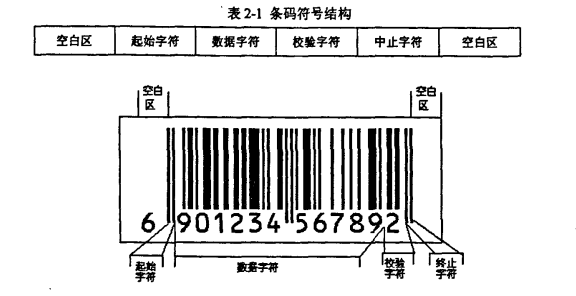 表 2-1 条码符号结构
空白区 起始字符 数据字符 校验字符 中止字符 空白区
空白
区
空白
区
6 901234 567892
起始
字符
数据字符
校验
字符
终止
字符